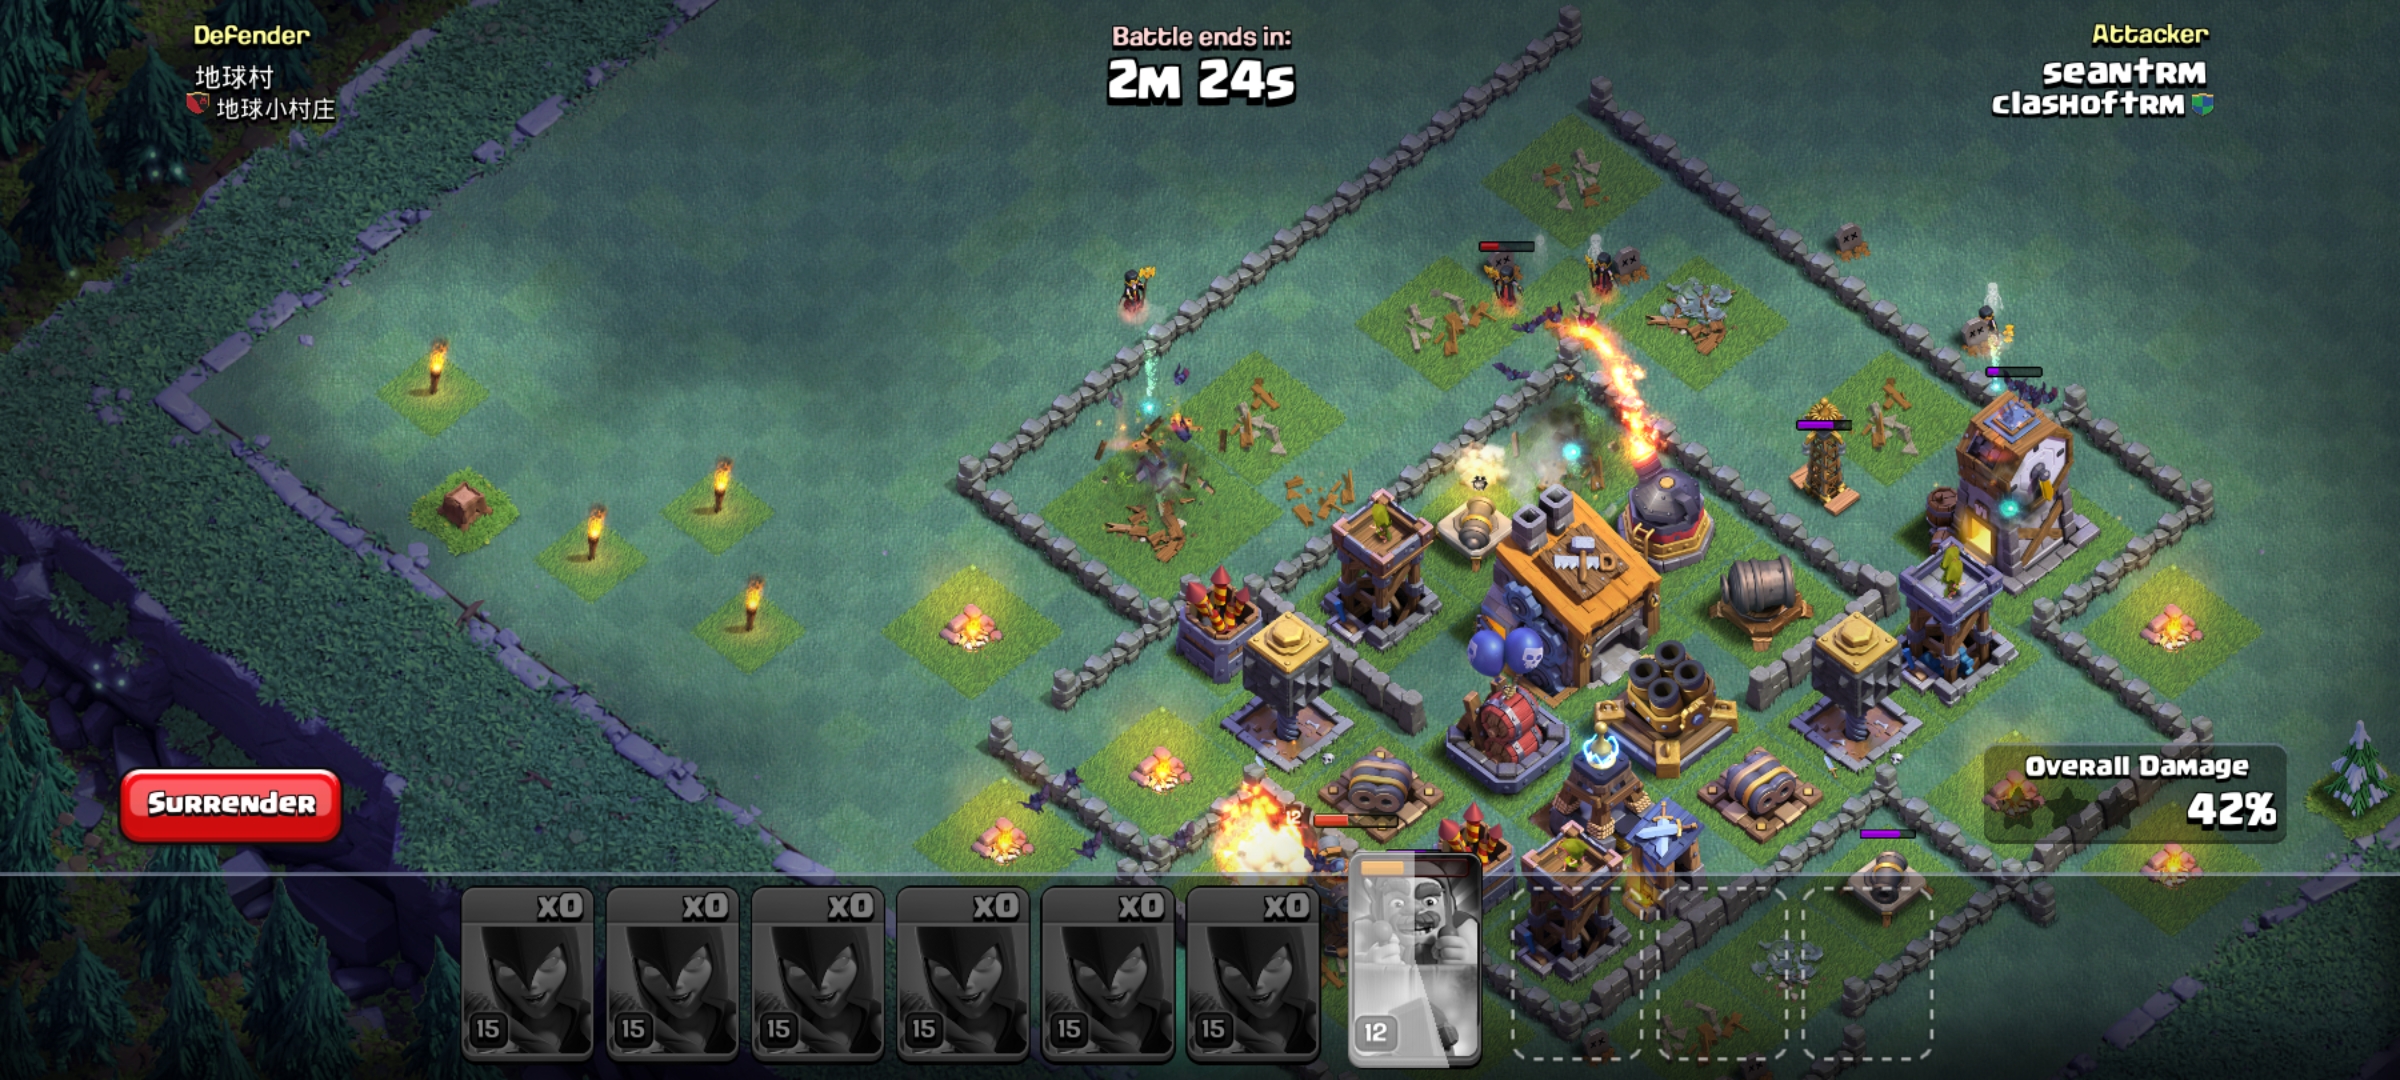 Defender
地球村
地球小村庄
Battle ends in:
2M 24S
Attacker
seantRM
clashoftRM
Surrender
Overall Damage
42%
12
x0
x0
x0
x0
x0
x0
15
15
15
15
15
15
12